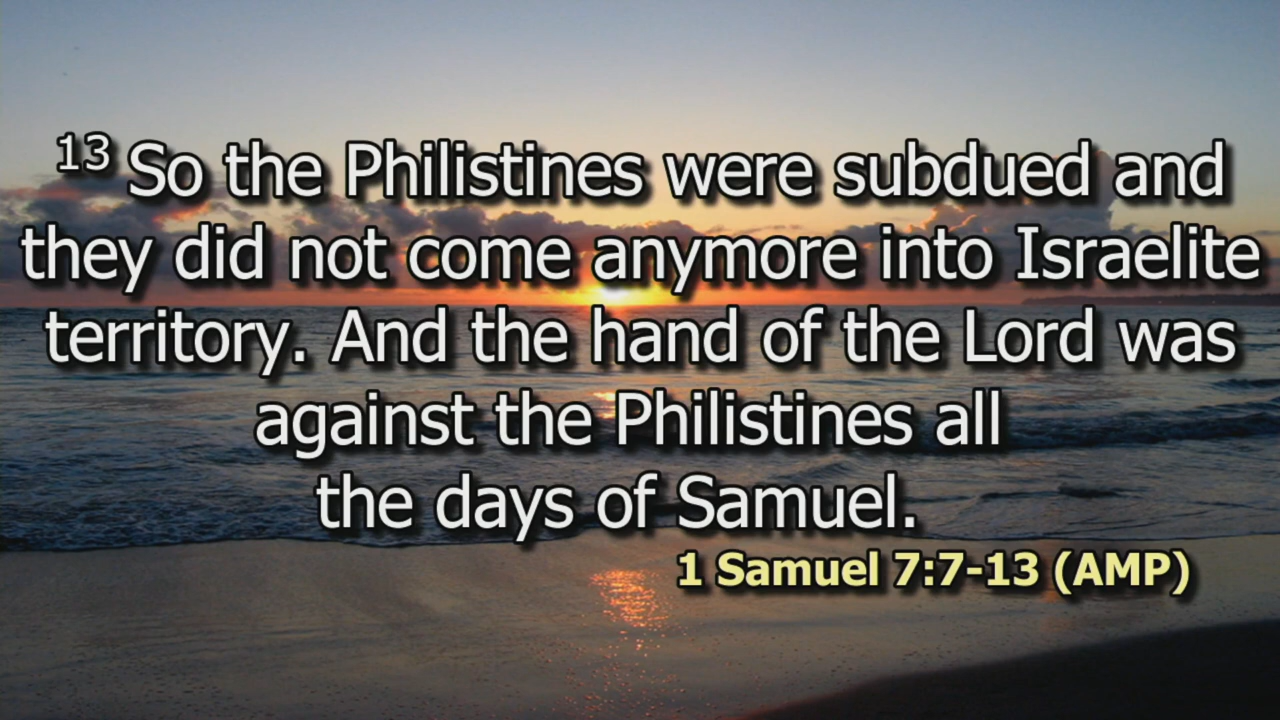 13 So the Philistines were subdued and
they did not come anymore into Israelite
territory. And the hand of the Lord was
against the Philistines all
the days of Samuel.
1 Samuel 7:7-13 (AMP)